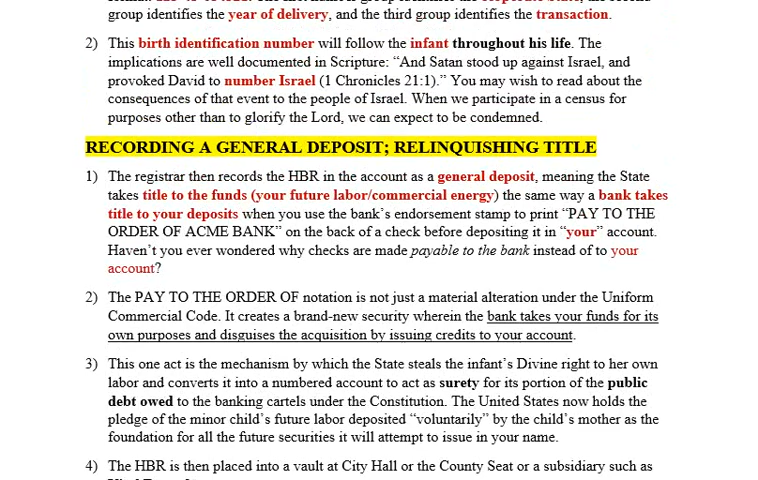 group identifies the year of delivery, and the third group identifies the transaction.
2) This birth identification number will follow the infant throughout his life. The
implications are well documented in Scripture: “And Satan stood up against Israel, and
provoked David to number Israel (1 Chronicles 21:1).” You may wish to read about the
consequences of that event to the people of Israel. When we participate in a census for
purposes other than to glorify the Lord, we can expect to be condemned.
RECORDING A GENERAL DEPOSIT; RELINQUISHING TITLE
1) The registrar then records the HBR in the account as a general deposit, meaning the State
takes title to the funds (your future labor/commercial energy) the same way a bank takes
title to your deposits when you use the bank’s endorsement stamp to print “PAY TO THE
ORDER OF ACME BANK” on the back of a check before depositing it in “your” account.
Haven’t you ever wondered why checks are made payable to the bank instead of to your
account?
2) The PAY TO THE ORDER OF notation is not just a material alteration under the Uniform
Commercial Code. It creates a brand-new security wherein the bank takes your funds for its
own purposes and disguises the acquisition by issuing credits to your account.
3) This one act is the mechanism by which the State steals the infant’s Divine right to her own
labor and converts it into a numbered account to act as surety for its portion of the public
debt owed to the banking cartels under the Constitution. The United States now holds the
pledge of the minor child’s future labor deposited “voluntarily” by the child’s mother as the
foundation for all the future securities it will attempt to issue in your name.
4) The HBR is then placed into a vault at City Hall or the County Seat or a subsidiary such as